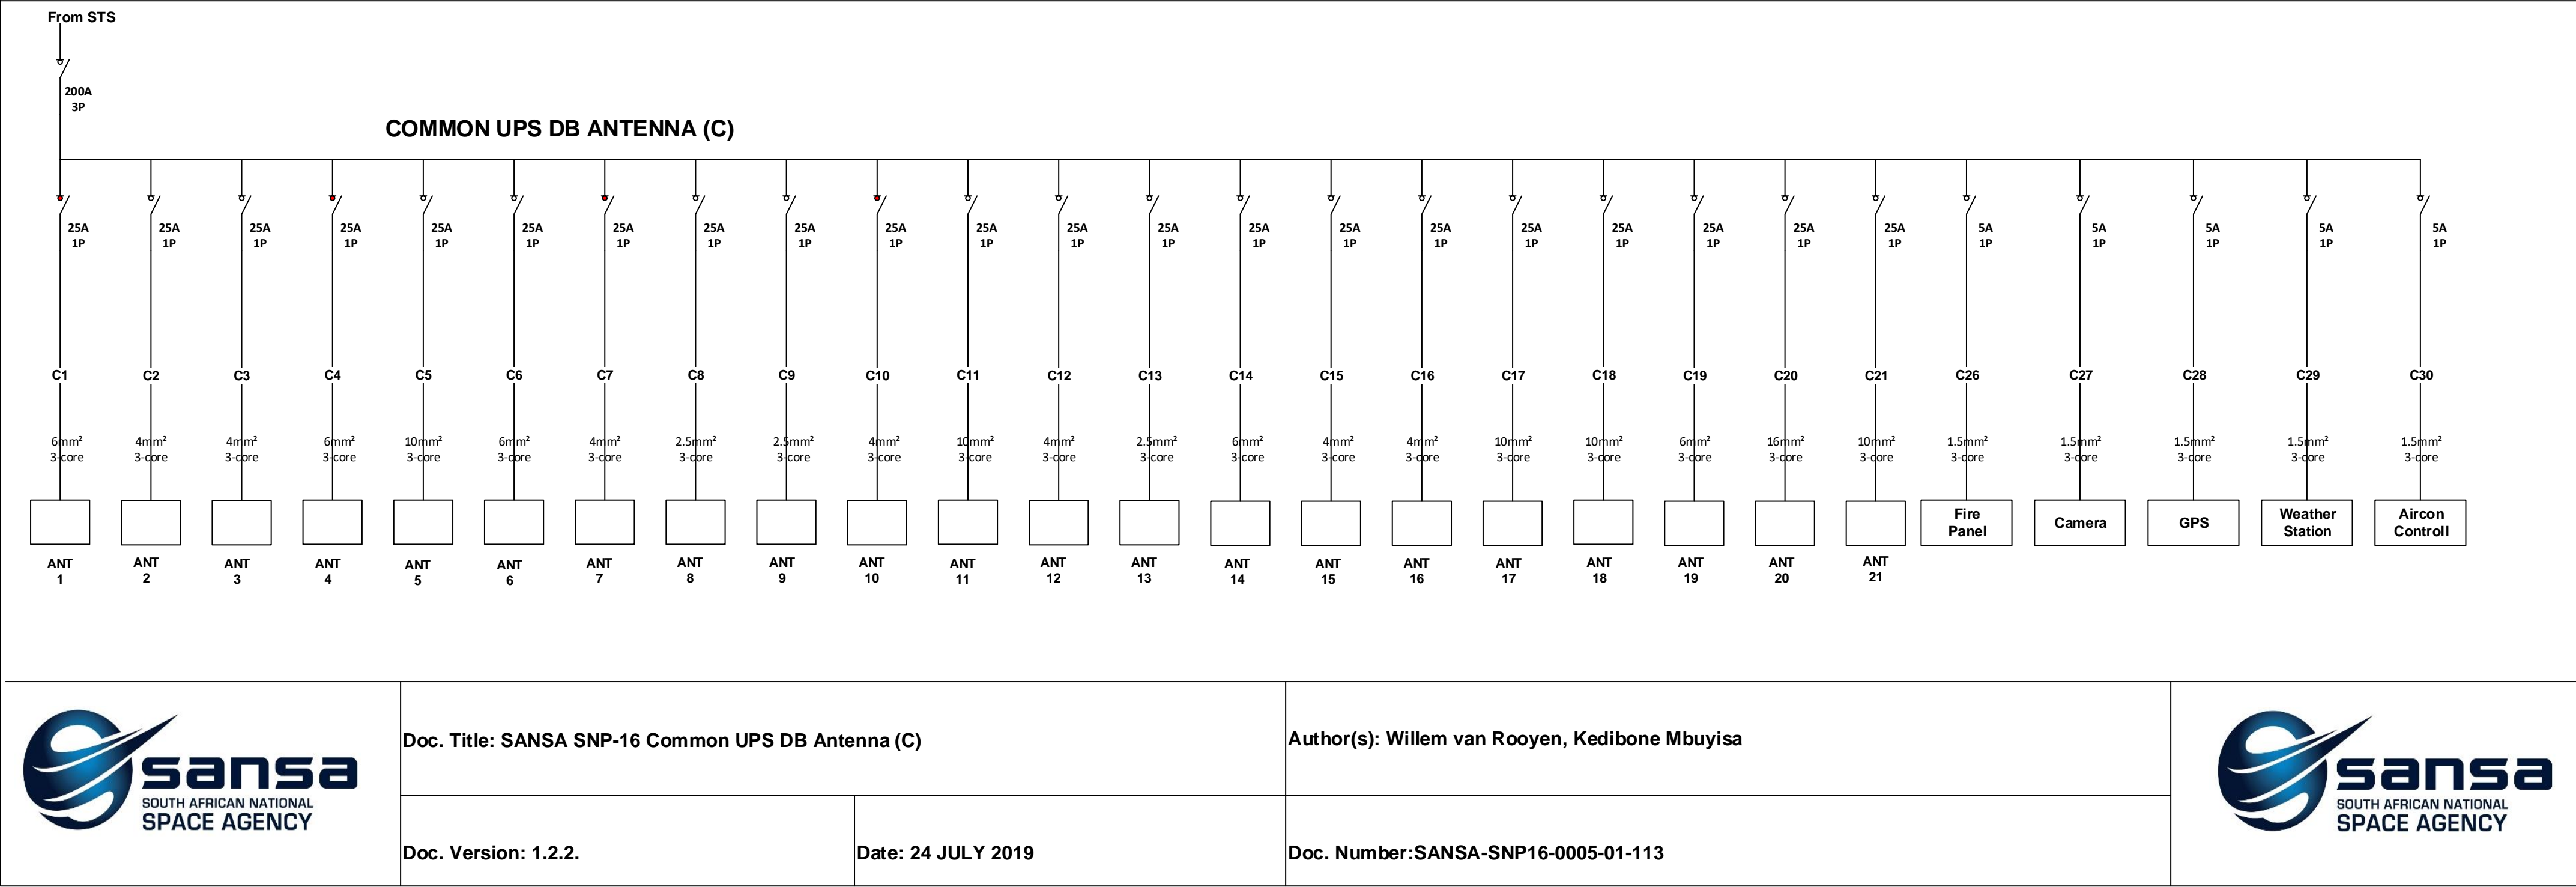 From STS
200A
3P
COMMON UPS DB ANTENNA (C)
25A 25A 25A 25A 25A 25A 25A 25A 25A 25A 25A 25A 25A 25A 25A 25A 25A 25A 25A 25A 25A 5A 5A 5A 5A 5A
1P 1P 1P 1P 1P 1P 1P 1P 1P 1P 1P 1P 1P 1P 1P 1P 1P 1P 1P 1P 1P 1P 1P 1P 1P 1P
C1 C2 C3 C4 C5 C6 C7 C8 C9 C10 C11 C12 C13 C14 C15 C16 C17 C18 C19 C20 C21 C26 C27 C28 C29 C30
6mm² 4mm² 4mm² 6mm² 10mm² 6mm² 4mm² 2.5mm² 2.5mm² 4mm² 10mm² 4mm² 2.5mm² 6mm² 4mm² 4mm² 10mm² 10mm² 6mm² 16mm² 10mm² 1.5mm² 1.5mm² 1.5mm² 1.5mm² 1.5mm²
3-core 3-core 3-core 3-core 3-core 3-core 3-core 3-core 3-core 3-core 3-core 3-core 3-core 3-core 3-core 3-core 3-core 3-core 3-core 3-core 3-core 3-core 3-core 3-core 3-core 3-core
Fire
Panel
Camera
GPS
Weather
Station
Aircon
Controll
ANT ANT ANT ANT ANT ANT ANT ANT ANT ANT ANT ANT ANT ANT ANT ANT ANT ANT ANT ANT ANT
1 2 3 4 5 6 7 8 9 10 11 12 13 14 15 16 17 18 19 20 21
sansa
SOUTH AFRICAN NATIONAL
SPACE AGENCY
Doc. Title: SANSA SNP-16 Common UPS DB Antenna (C)
Author(s): Willem van Rooyen, Kedibone Mbuyisa
Doc. Version: 1.2.2.
Date: 24 JULY 2019
Doc. Number:SANSA-SNP16-0005-01-113
sansa
SOUTH AFRICAN NATIONAL
SPACE AGENCY